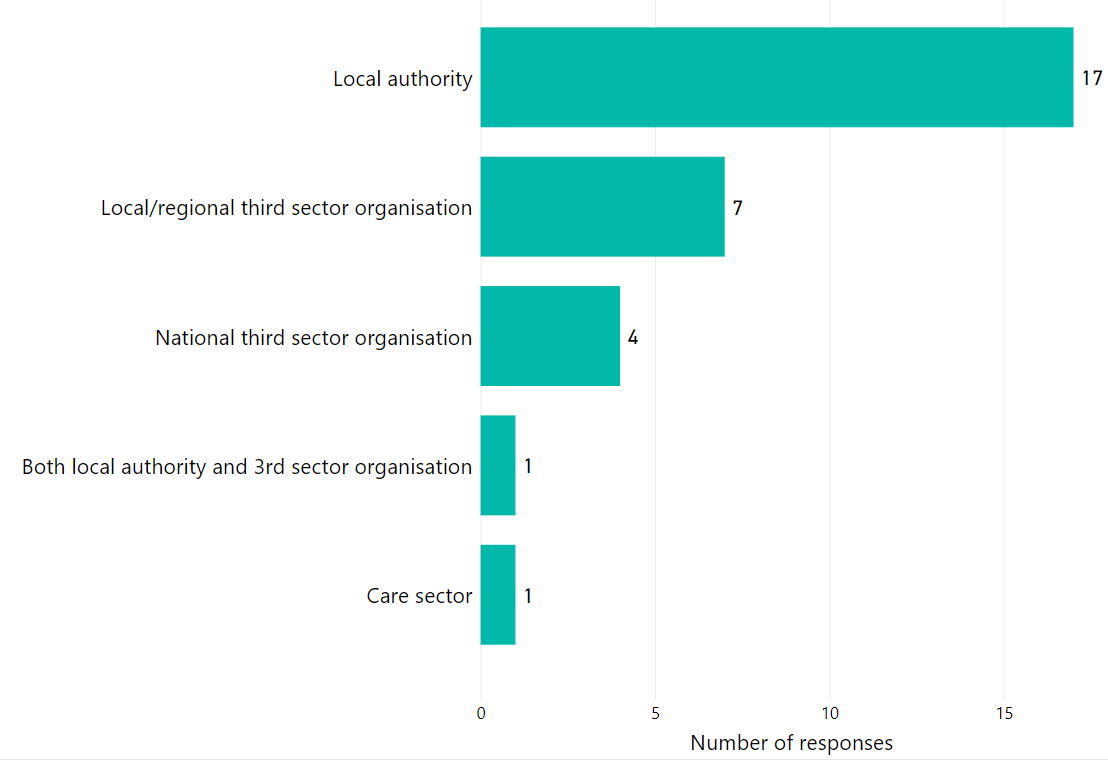 Local authority 17
Local/regional third sector organisation 7
National third sector organisation 4
Both local authority and 3rd sector organisation 1
Care sector 1
0 5 10 15
Number of responses